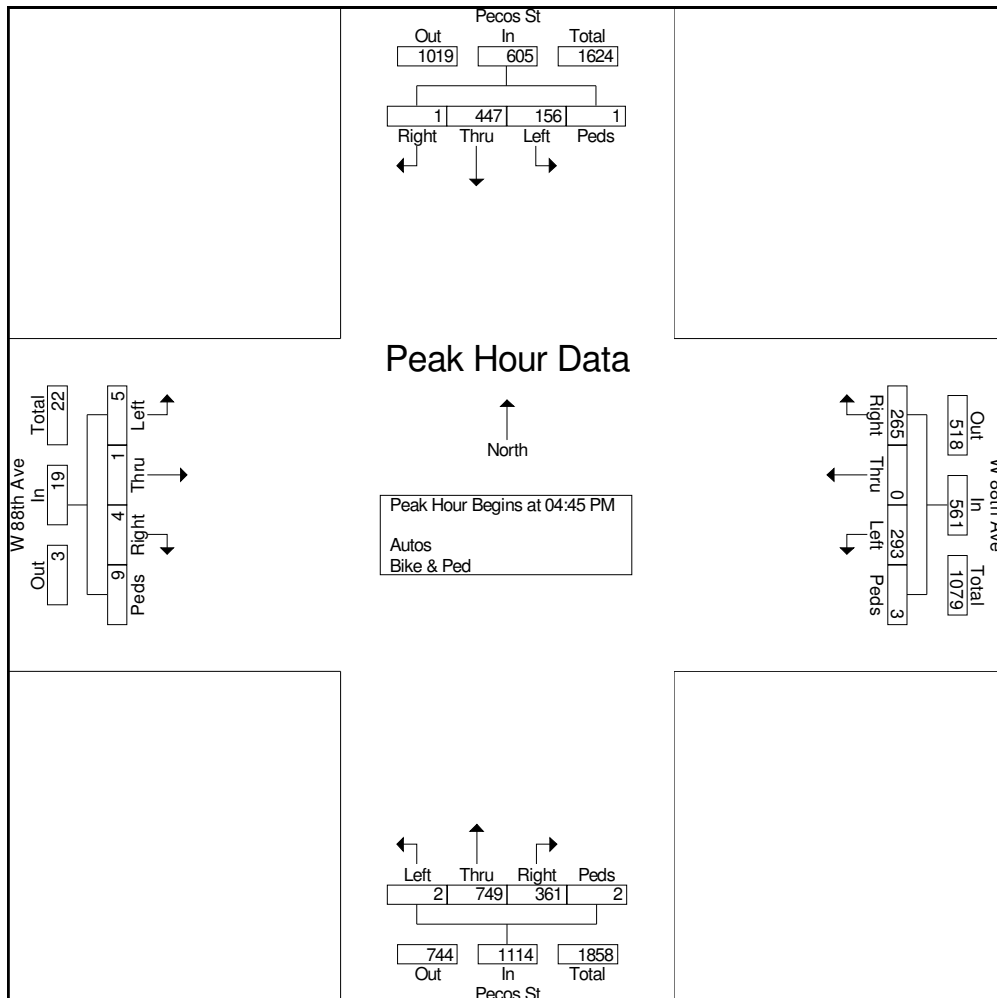 Pecos St
Out In Total
1019 605 1624
1 447 156 1
Right Thru Left Peds
Peak Hour Data
North
Peak Hour Begins at 04:45 PM
Autos
Bike & Ped
W 88th Ave
Total In Out
22 19 3
5 1 4 9
Left Thru Right Peds
W 88th Ave
Out In Total
518 561 1079
265 0 293 3
Right Thru Left Peds
Left Thru Right Peds
2 749 361 2
744 1114 1858
Out In Total
Pecos St